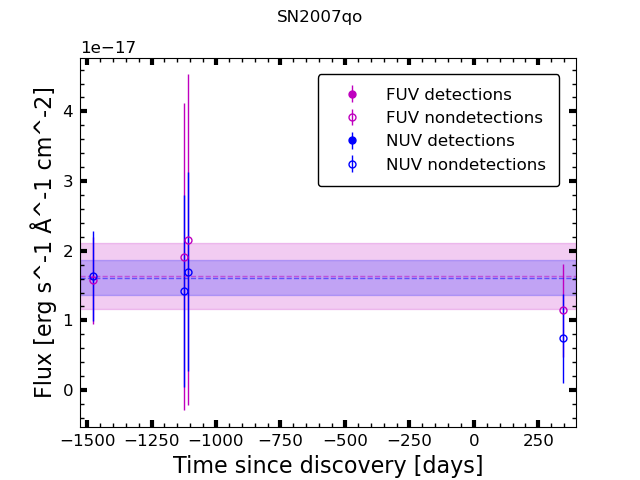 SN2007qo
1e−17
FUV detections
FUV nondetections
NUV detections
NUV nondetections
4
3
2
1
0
Flux [erg s^-1 Å^-1 cm^-2]
−1500 −1250 −1000 −750 −500 −250 0 250
Time since discovery [days]